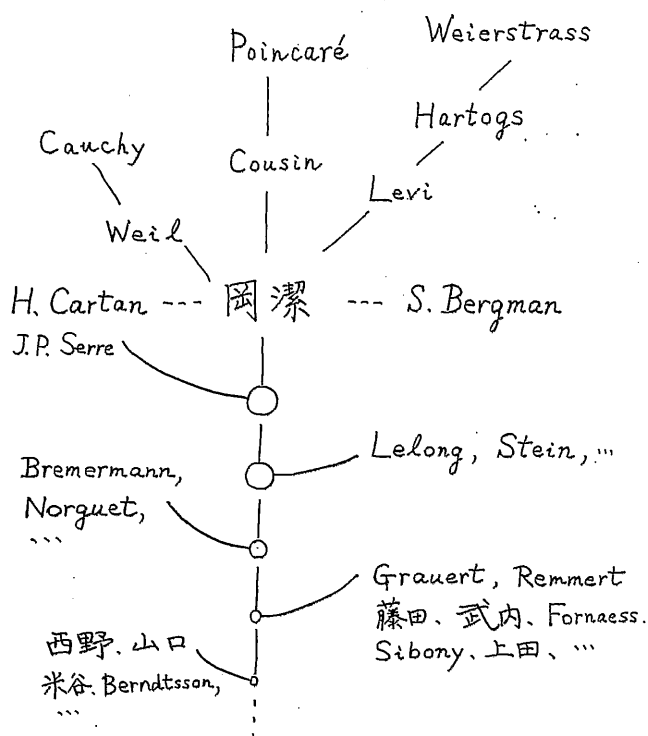 Poincaré
Weierstrass
Hartogs
Cauchy
Cousin
Levi
Weil
H. Cartan --- 岡潔 --- S. Bergman
J.P. Serre
Lelong, Stein, …
Bremermann,
Norguet,
…
Grauert, Remmert
藤田、武内、Fornaess.
Sibony、上田、…
西野、山口
米谷、Berndtsson,
…